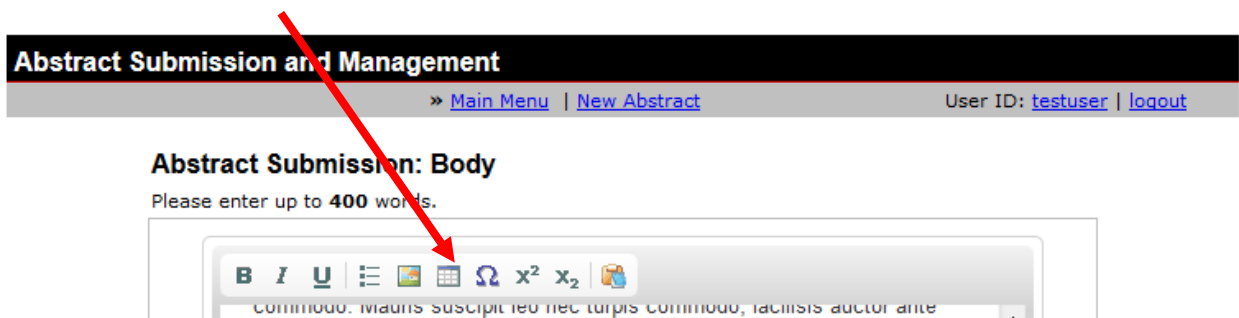 Abstract Submission and Management
» Main Menu | New Abstract User ID: testuser | logout
Abstract Submission: Body
Please enter up to 400 words.
B I U Ω x² x₂
commodo. Mauris suscipit leo nec turpis commodo, facilisis auctor ante